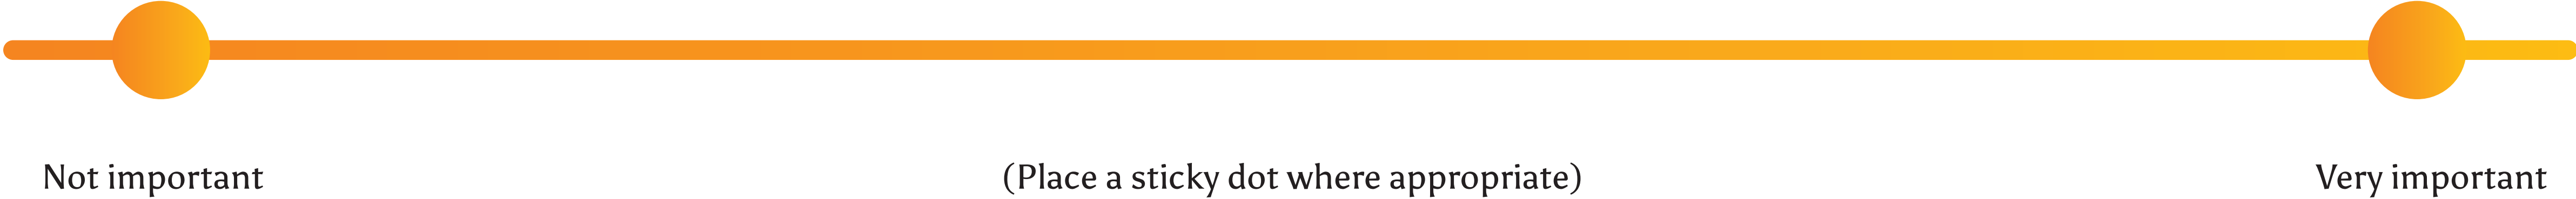 Not important (Place a sticky dot where appropriate) Very important